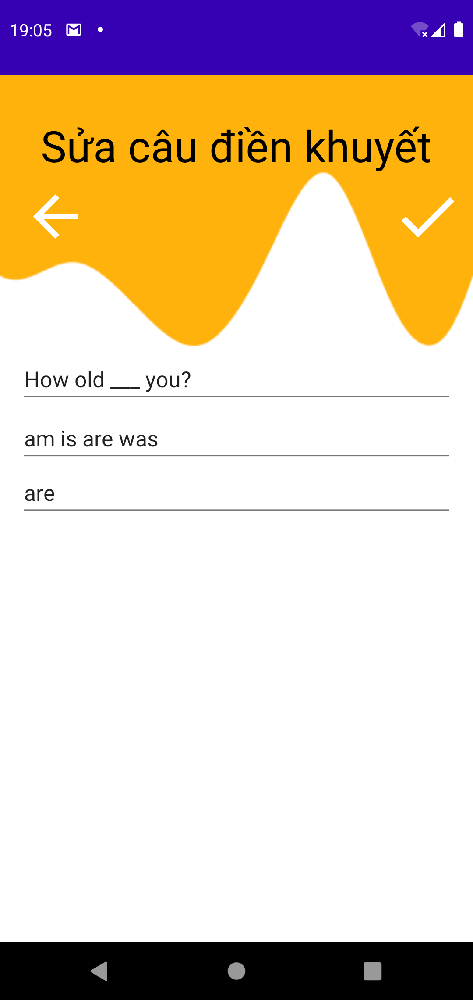 19:05
Sửa câu điền khuyết
How old ___ you?
am is are was
are